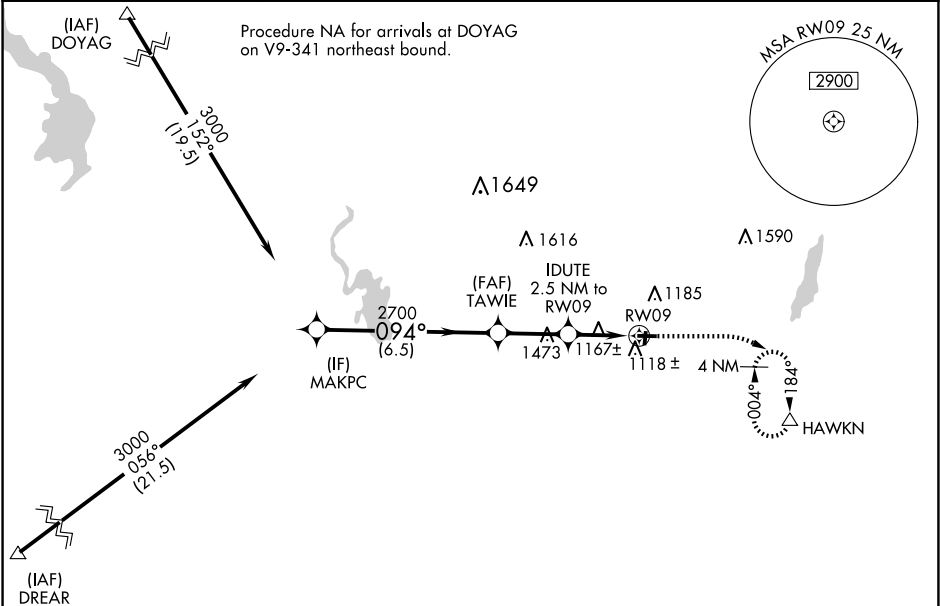 (IAF)
DOYAG
Procedure NA for arrivals at DOYAG
on V9-341 northeast bound.
MSA RW09 25 NM
2900
3000
152°
(19.5)
1649
1616
1590
IDUTE
2.5 NM to
RW09
(FAF)
TAWIE
1185
RW09
2700
094°
(6.5)
(IF)
MAKPC
1473
1167±
1118 ±
4 NM
004°
184°
HAWKN
3000
056°
(21.5)
(IAF)
DREAR